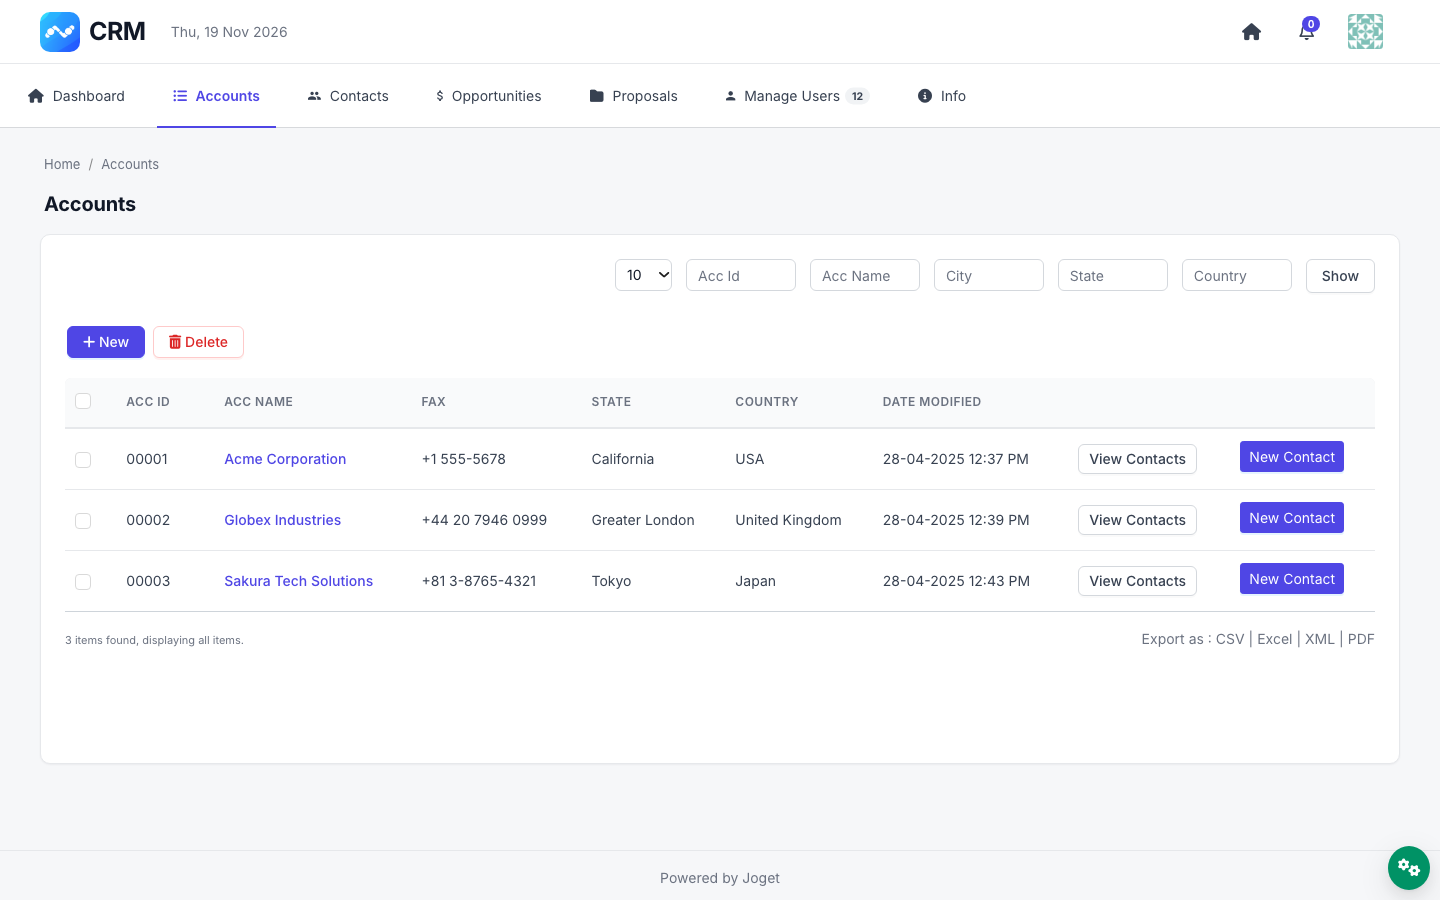 CRM Thu, 19 Nov 2026 0
Dashboard Accounts Contacts Opportunities Proposals Manage Users 12 Info
Home / Accounts
Accounts
10 Acc Id Acc Name City State Country Show
New Delete
ACC ID ACC NAME FAX STATE COUNTRY DATE MODIFIED
00001 Acme Corporation +1 555-5678 California USA 28-04-2025 12:37 PM View Contacts New Contact
00002 Globex Industries +44 20 7946 0999 Greater London United Kingdom 28-04-2025 12:39 PM View Contacts New Contact
00003 Sakura Tech Solutions +81 3-8765-4321 Tokyo Japan 28-04-2025 12:43 PM View Contacts New Contact
3 items found, displaying all items. Export as : CSV | Excel | XML | PDF
Powered by Joget